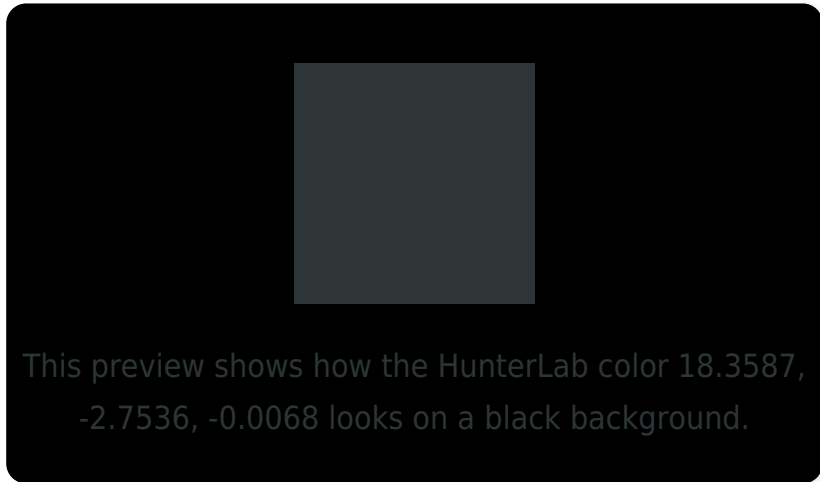 This preview shows how the HunterLab color 18.3587,
-2.7536, -0.0068 looks on a black background.